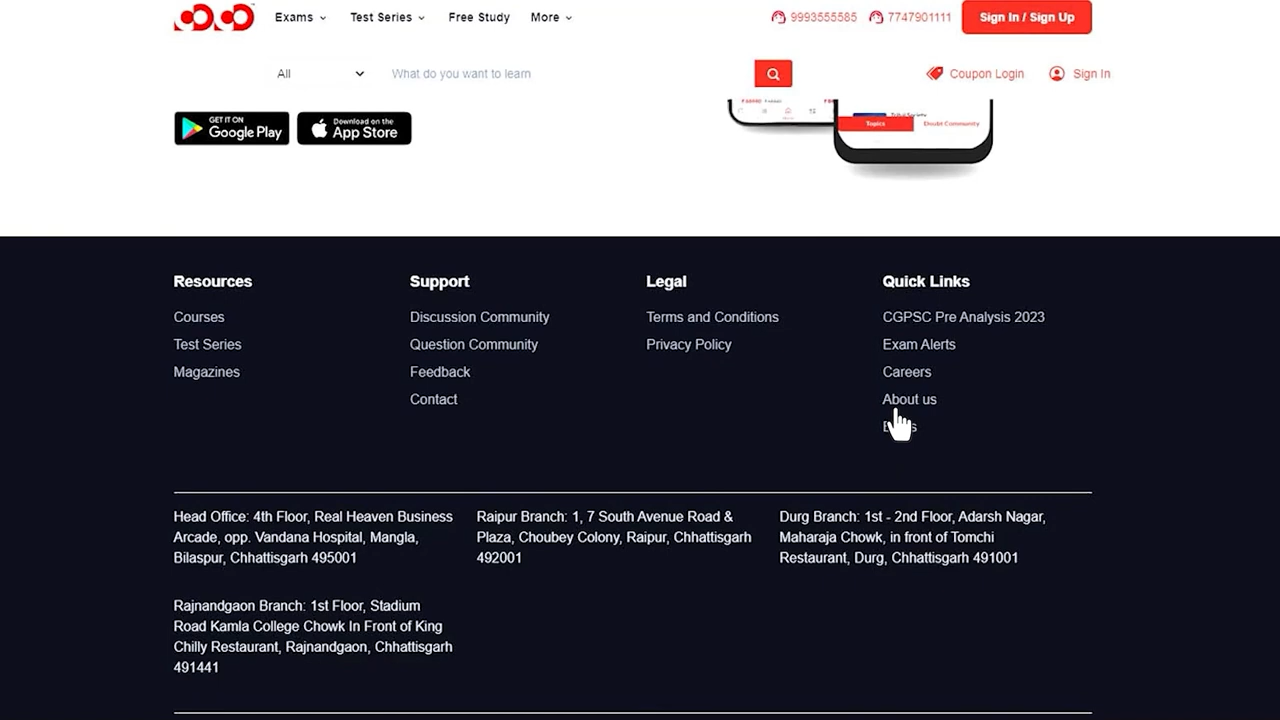 Exams
Test Series
Free Study
More
9993555585
7747901111
Sign In / Sign Up
All
What do you want to learn
Coupon Login
Sign In
GET IT ON
Google Play
Download on the
App Store
Topics
Doubt Community
Resources
Courses
Test Series
Magazines
Support
Discussion Community
Question Community
Feedback
Contact
Legal
Terms and Conditions
Privacy Policy
Quick Links
CGPSC Pre Analysis 2023
Exam Alerts
Careers
About us
Head Office: 4th Floor, Real Heaven Business
Arcade, opp. Vandana Hospital, Mangla,
Bilaspur, Chhattisgarh 495001
Raipur Branch: 1, 7 South Avenue Road &
Plaza, Choubey Colony, Raipur, Chhattisgarh
492001
Durg Branch: 1st - 2nd Floor, Adarsh Nagar,
Maharaja Chowk, in front of Tomchi
Restaurant, Durg, Chhattisgarh 491001
Rajnandgaon Branch: 1st Floor, Stadium
Road Kamla College Chowk In Front of King
Chilly Restaurant, Rajnandgaon, Chhattisgarh
491441